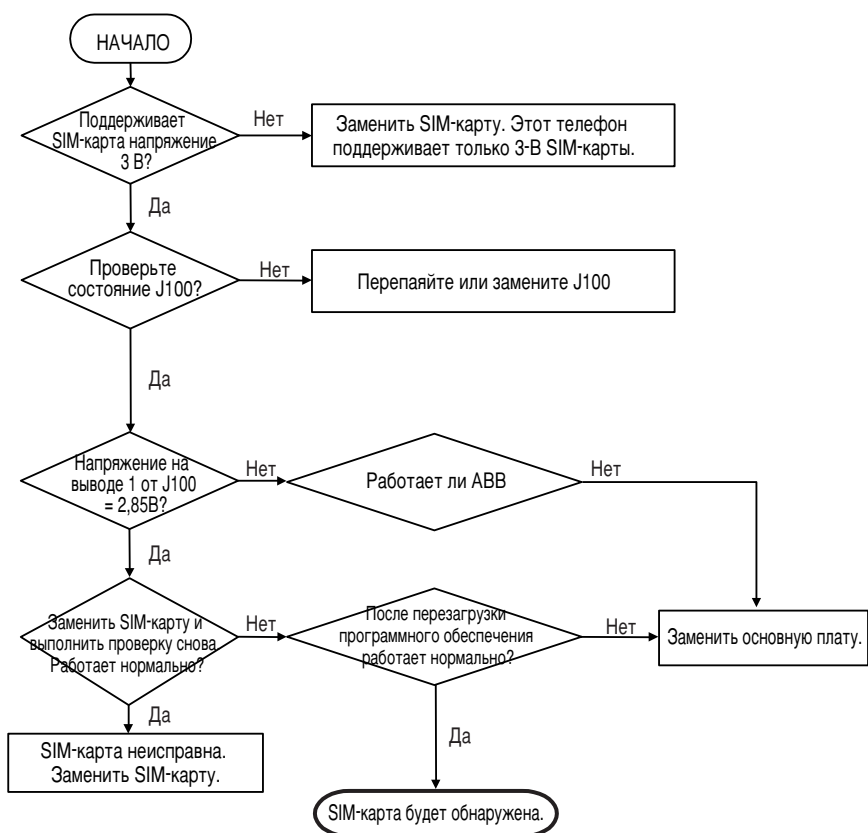 НАЧАЛО
Поддерживает
SIM-карта напряжение
3 В?
Нет
Заменить SIM-карту. Этот телефон
поддерживает только 3-В SIM-карты.
Да
Проверьте
состояние J100?
Нет
Перепаяйте или замените J100
Да
Напряжение на
выводе 1 от J100
= 2,85В?
Нет
Работает ли ABB
Нет
Да
Заменить SIM-карту и
выполнить проверку снова
Работает нормально?
Нет
После перезагрузки
программного обеспечения
работает нормально?
Нет
Заменить основную плату.
Да
SIM-карта неисправна.
Заменить SIM-карту.
Да
SIM-карта будет обнаружена.